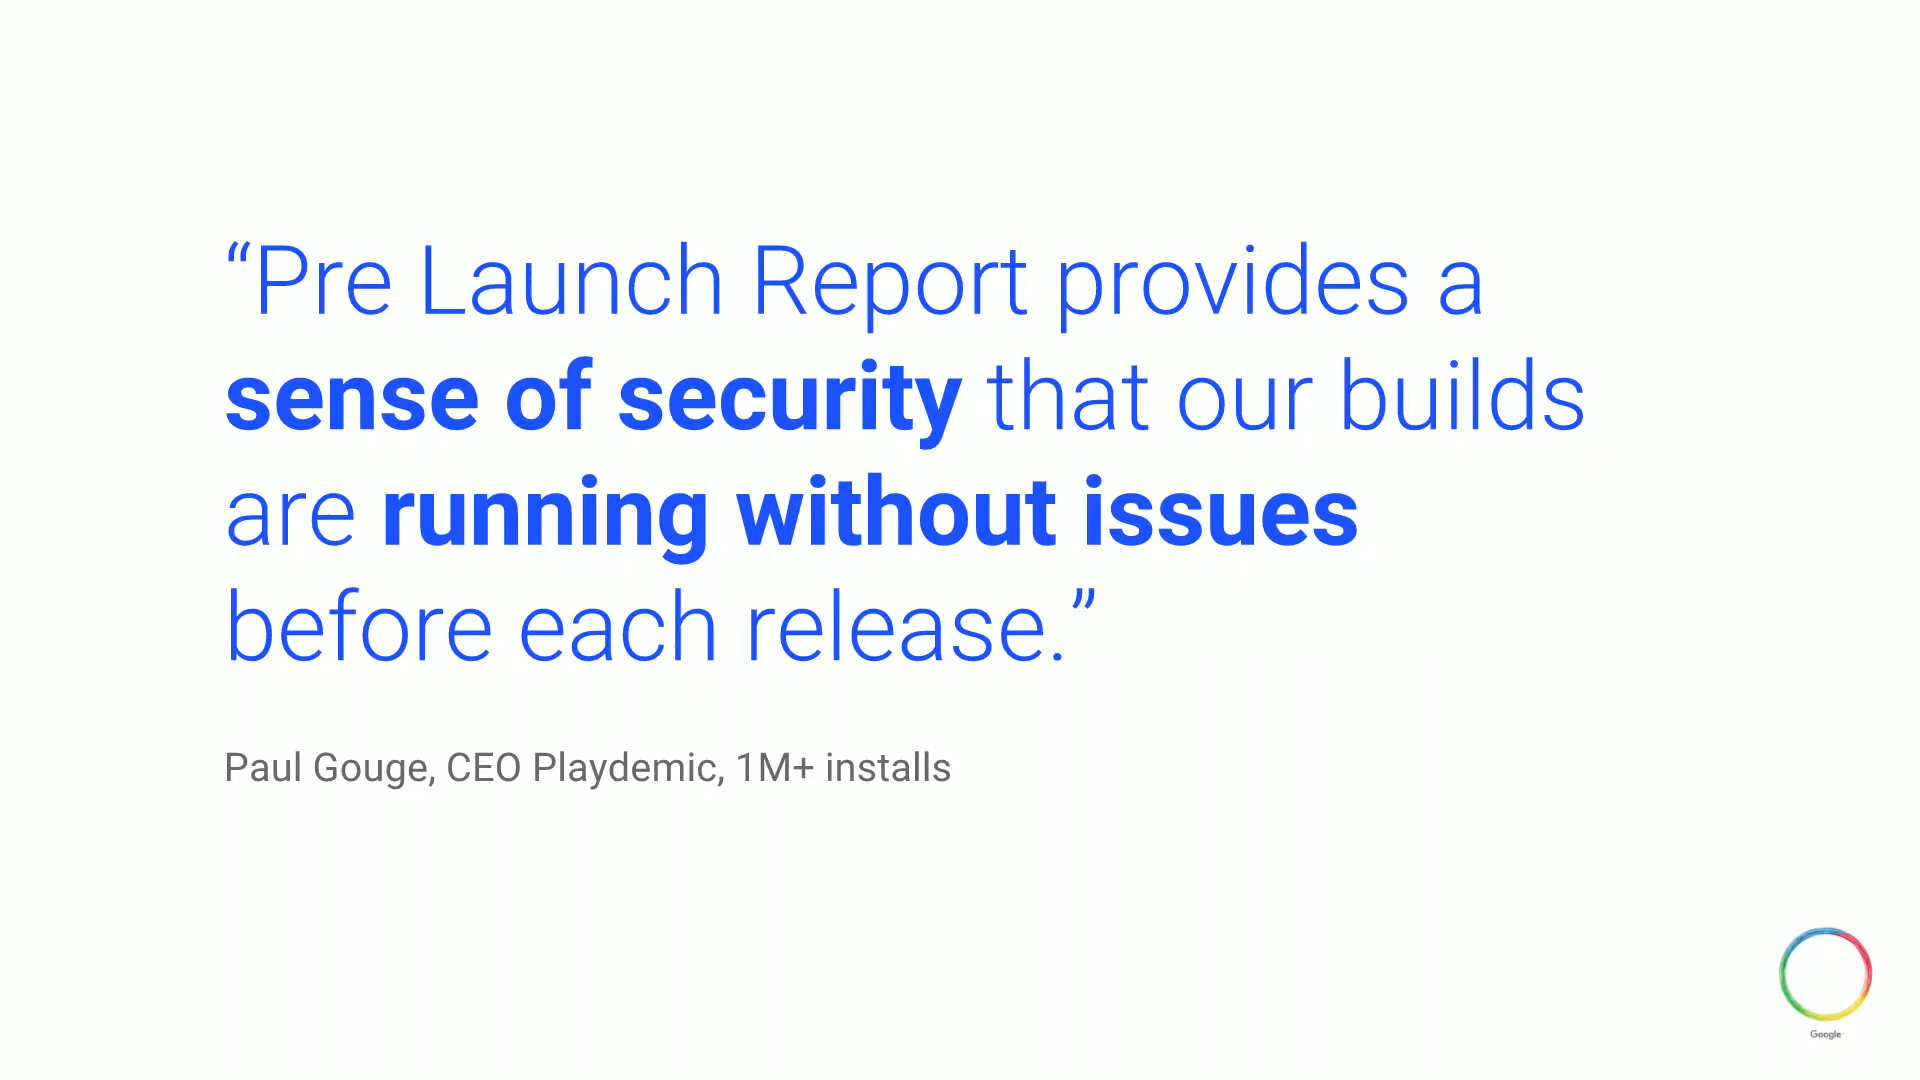 “Pre Launch Report provides a
sense of security that our builds
are running without issues
before each release.”
Paul Gouge, CEO Playdemic, 1M+ installs
Google